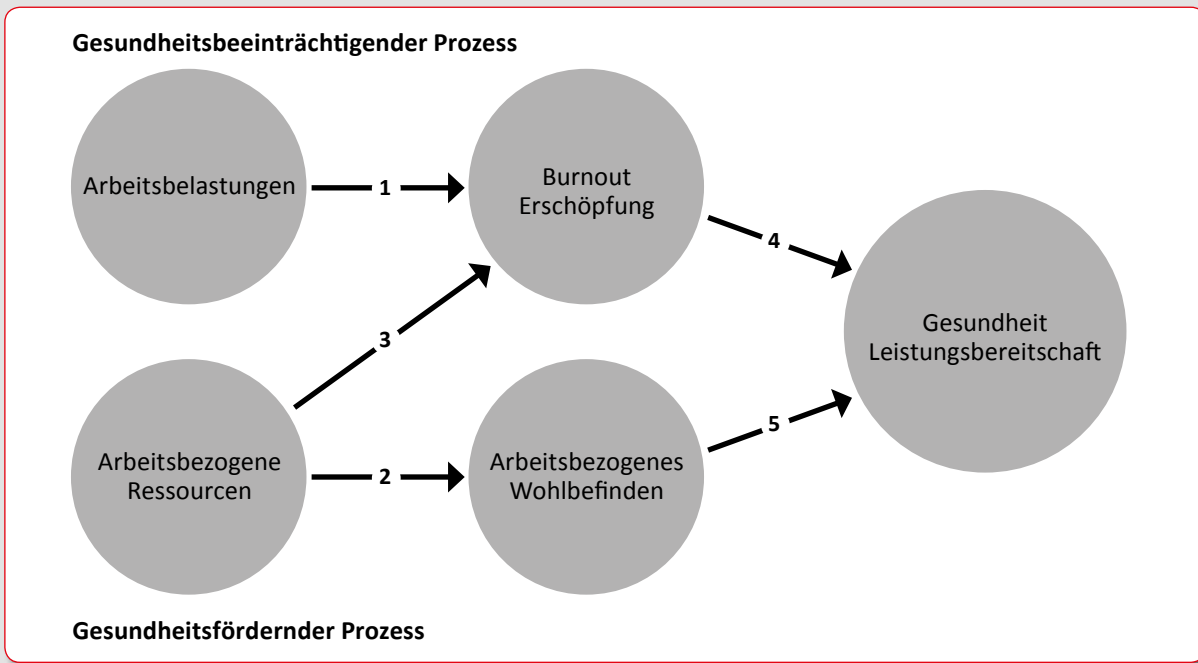 Gesundheitsbeeinträchtigender Prozess
Arbeitsbelastungen
1
Burnout
Erschöpfung
4
3
Gesundheit
Leistungsbereitschaft
Arbeitsbezogene
Ressourcen
2
Arbeitsbezogenes
Wohlbefinden
5
Gesundheitsfördernder Prozess